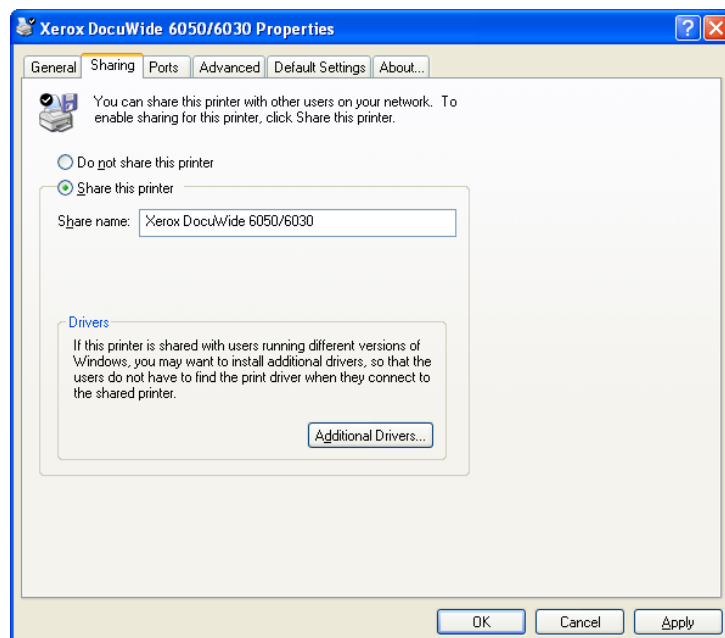 Xerox DocuWide 6050/6030 Properties
General Sharing Ports Advanced Default Settings About...
You can share this printer with other users on your network. To
enable sharing for this printer, click Share this printer.
Do not share this printer
Share this printer
Share name: Xerox DocuWide 6050/6030
Drivers
If this printer is shared with users running different versions of
Windows, you may want to install additional drivers, so that the
users do not have to find the print driver when they connect to
the shared printer.
Additional Drivers...
OK Cancel Apply